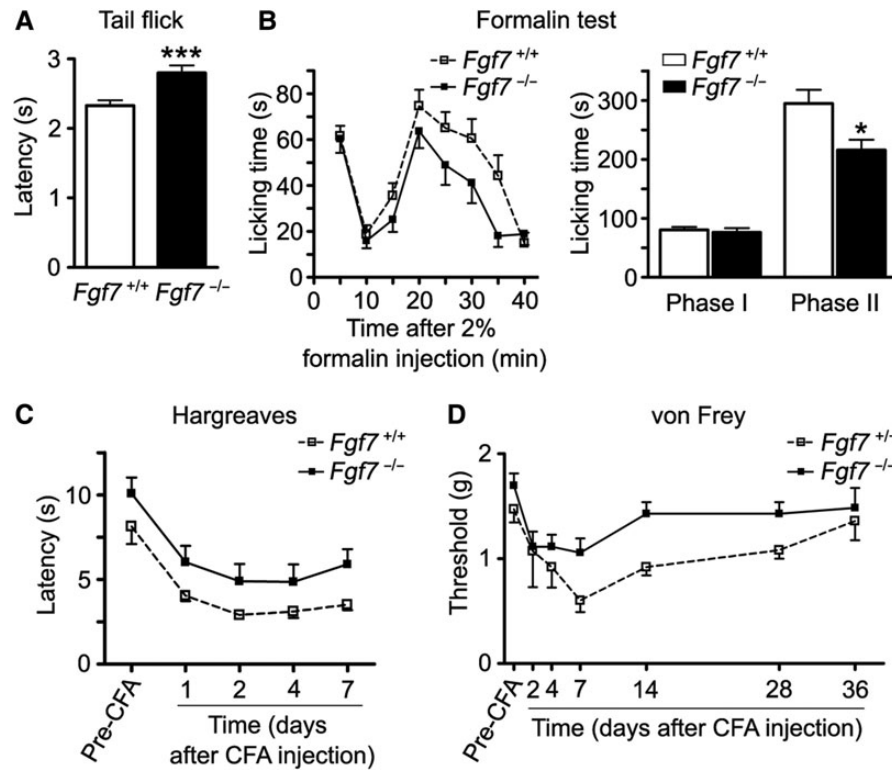 A
Tail flick
3
2
1
0
Latency (s)
***
Fgf7 +/+ Fgf7 –/–
B
Formalin test
Fgf7 +/+
Fgf7 –/–
80
60
40
20
0
Licking time (s)
0 10 20 30 40
Time after 2%
formalin injection (min)
Fgf7 +/+
Fgf7 –/–
300
200
100
0
Licking time (s)
*
Phase I Phase II
C
Hargreaves
Fgf7 +/+
Fgf7 –/–
10
5
0
Latency (s)
Pre-CFA 1 2 4 7
Time (days
after CFA injection)
D
von Frey
Fgf7 +/–
Fgf7 –/–
2
1
0
Threshold (g)
Pre-CFA 2 4 7 14 28 36
Time (days after CFA injection)